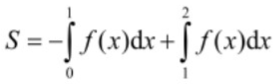 S = -∫₀¹ f(x)dx + ∫₁² f(x)dx